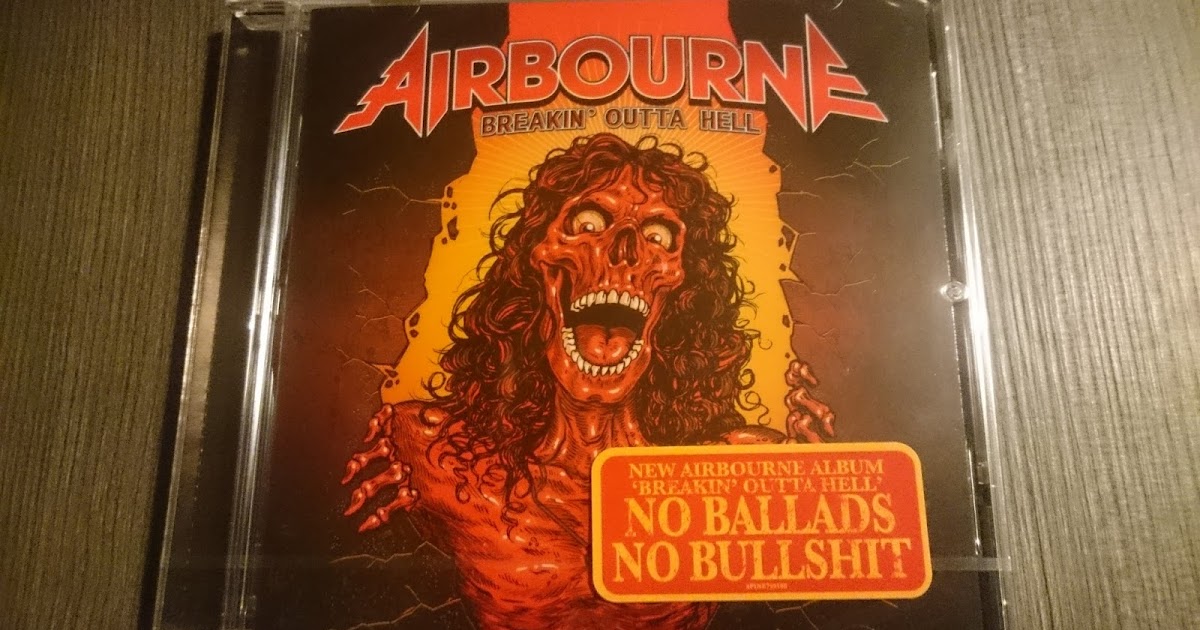 AIRBOURNE
BREAKIN' OUTTA HELL
NEW AIRBOURNE ALBUM
'BREAKIN' OUTTA HELL'
NO BALLADS
NO BULLSHIT